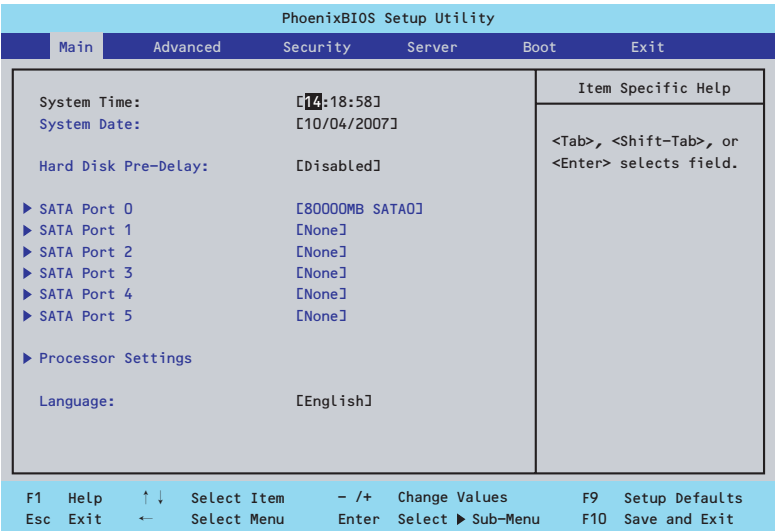 PhoenixBIOS Setup Utility
Main Advanced Security Server Boot Exit
Item Specific Help
System Time: [14:18:58]
System Date: [10/04/2007]
<Tab>, <Shift-Tab>, or
<Enter> selects field.
Hard Disk Pre-Delay: [Disabled]
▶ SATA Port 0 [80000MB SATA0]
▶ SATA Port 1 [None]
▶ SATA Port 2 [None]
▶ SATA Port 3 [None]
▶ SATA Port 4 [None]
▶ SATA Port 5 [None]
▶ Processor Settings
Language: [English]
F1 Help ↑↓ Select Item - /+ Change Values F9 Setup Defaults
Esc Exit ← Select Menu Enter Select ▶ Sub-Menu F10 Save and Exit